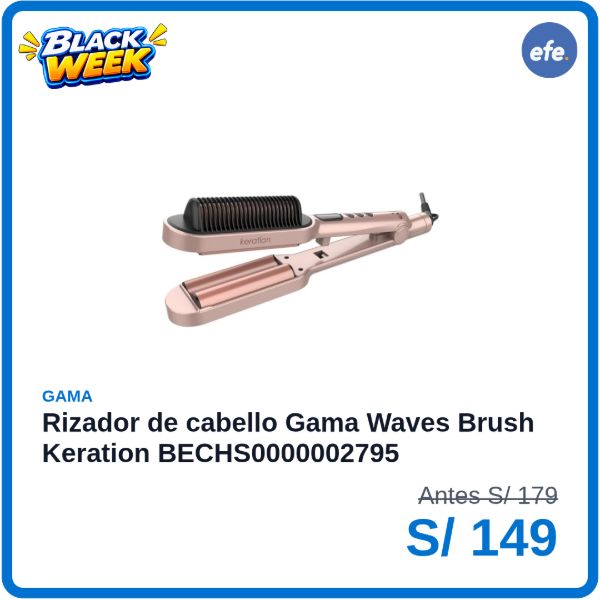 BLACK
WEEK
efe.
keration
GAMA
Rizador de cabello Gama Waves Brush
Keration BECHS0000002795
Antes S/ 179
S/ 149